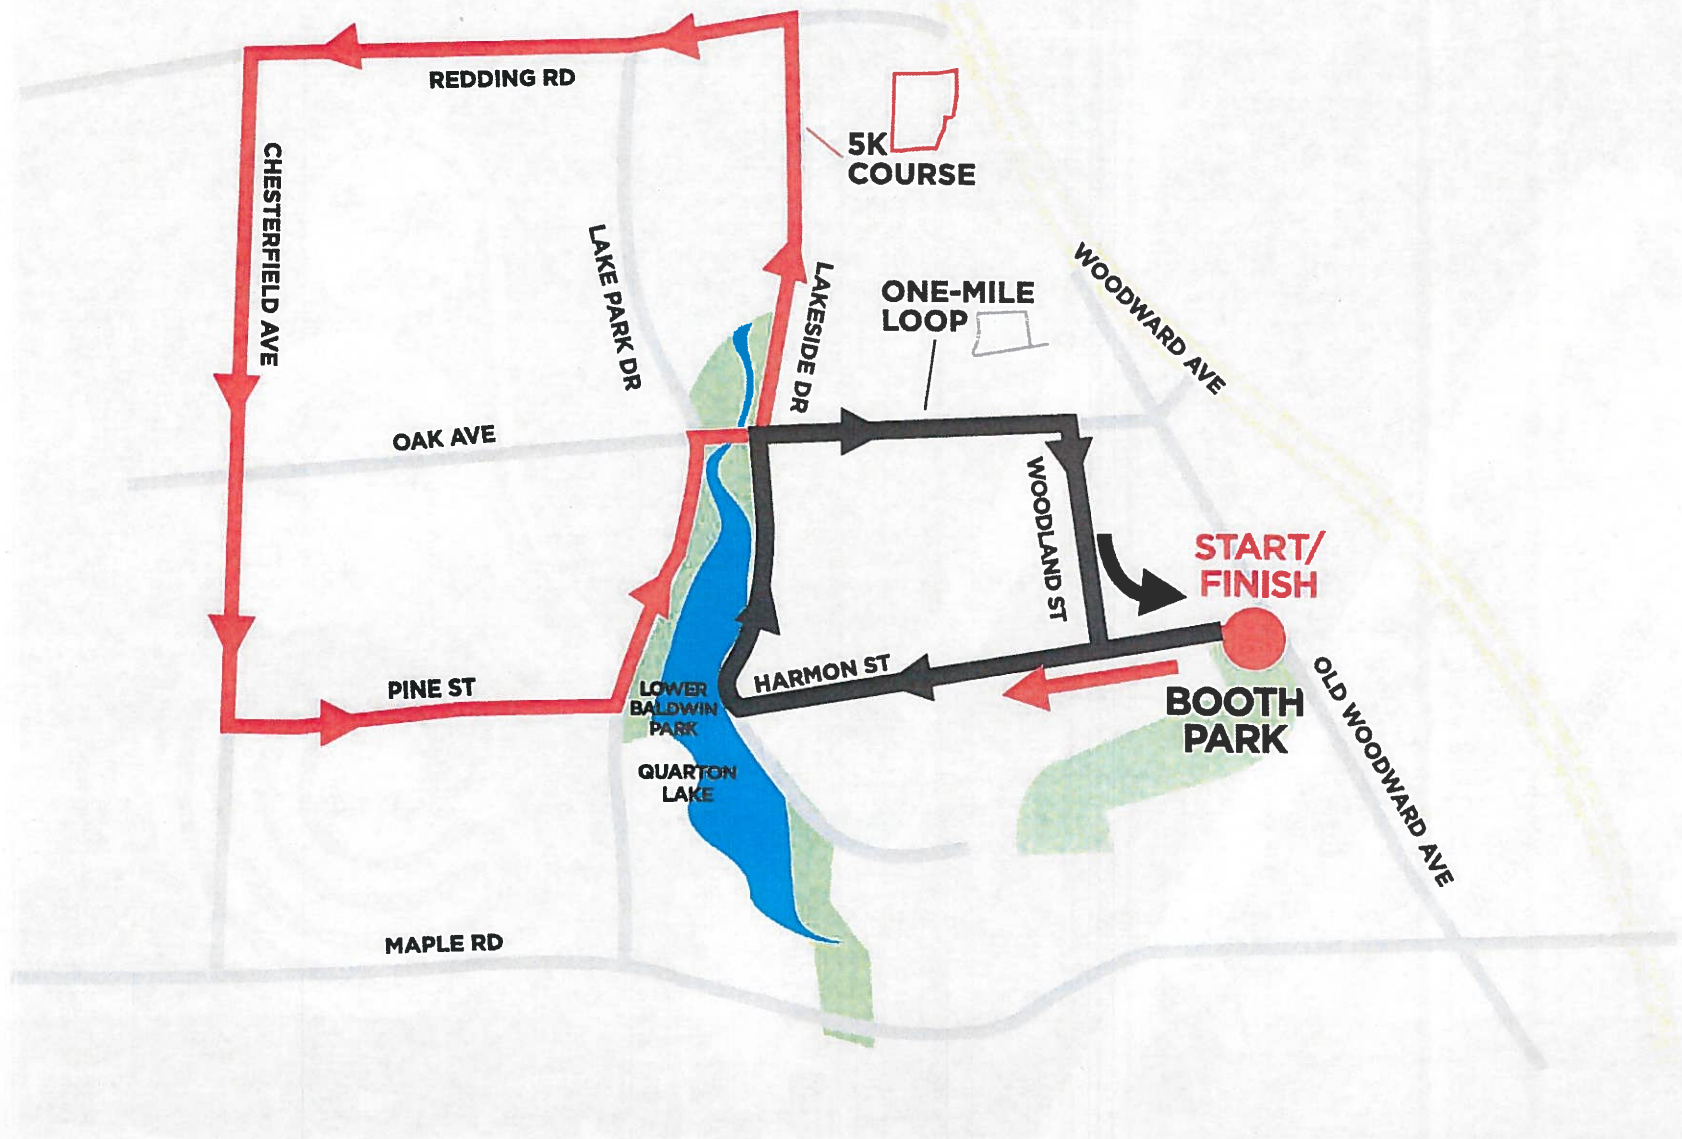 REDDING RD
5K
COURSE
CHESTERFIELD AVE
LAKE PARK DR
LAKESIDE DR
ONE-MILE
LOOP
WOODWARD AVE
OAK AVE
WOODLAND ST
START/
FINISH
HARMON ST
PINE ST
LOWER
BALDWIN
PARK
BOOTH
PARK
OLD WOODWARD AVE
QUARTON
LAKE
MAPLE RD